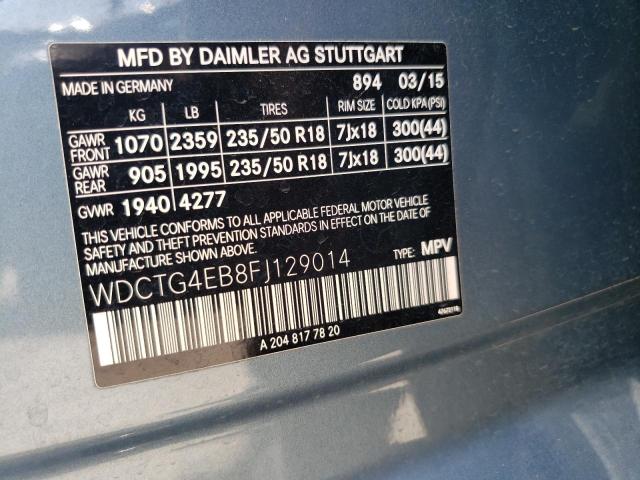 MFD BY DAIMLER AG STUTTGART
MADE IN GERMANY 894 03/15
KG LB TIRES RIM SIZE COLD KPA(PSI)
GAWR FRONT 1070 2359 235/50 R18 7Jx18 300(44)
GAWR REAR 905 1995 235/50 R18 7Jx18 300(44)
GVWR 1940 4277
THIS VEHICLE CONFORMS TO ALL APPLICABLE FEDERAL MOTOR VEHICLE
SAFETY AND THEFT PREVENTION STANDARDS IN EFFECT ON THE DATE OF
MANUFACTURE SHOWN ABOVE.
WDCTG4EB8FJ129014 TYPE: MPV
A 204 817 78 20